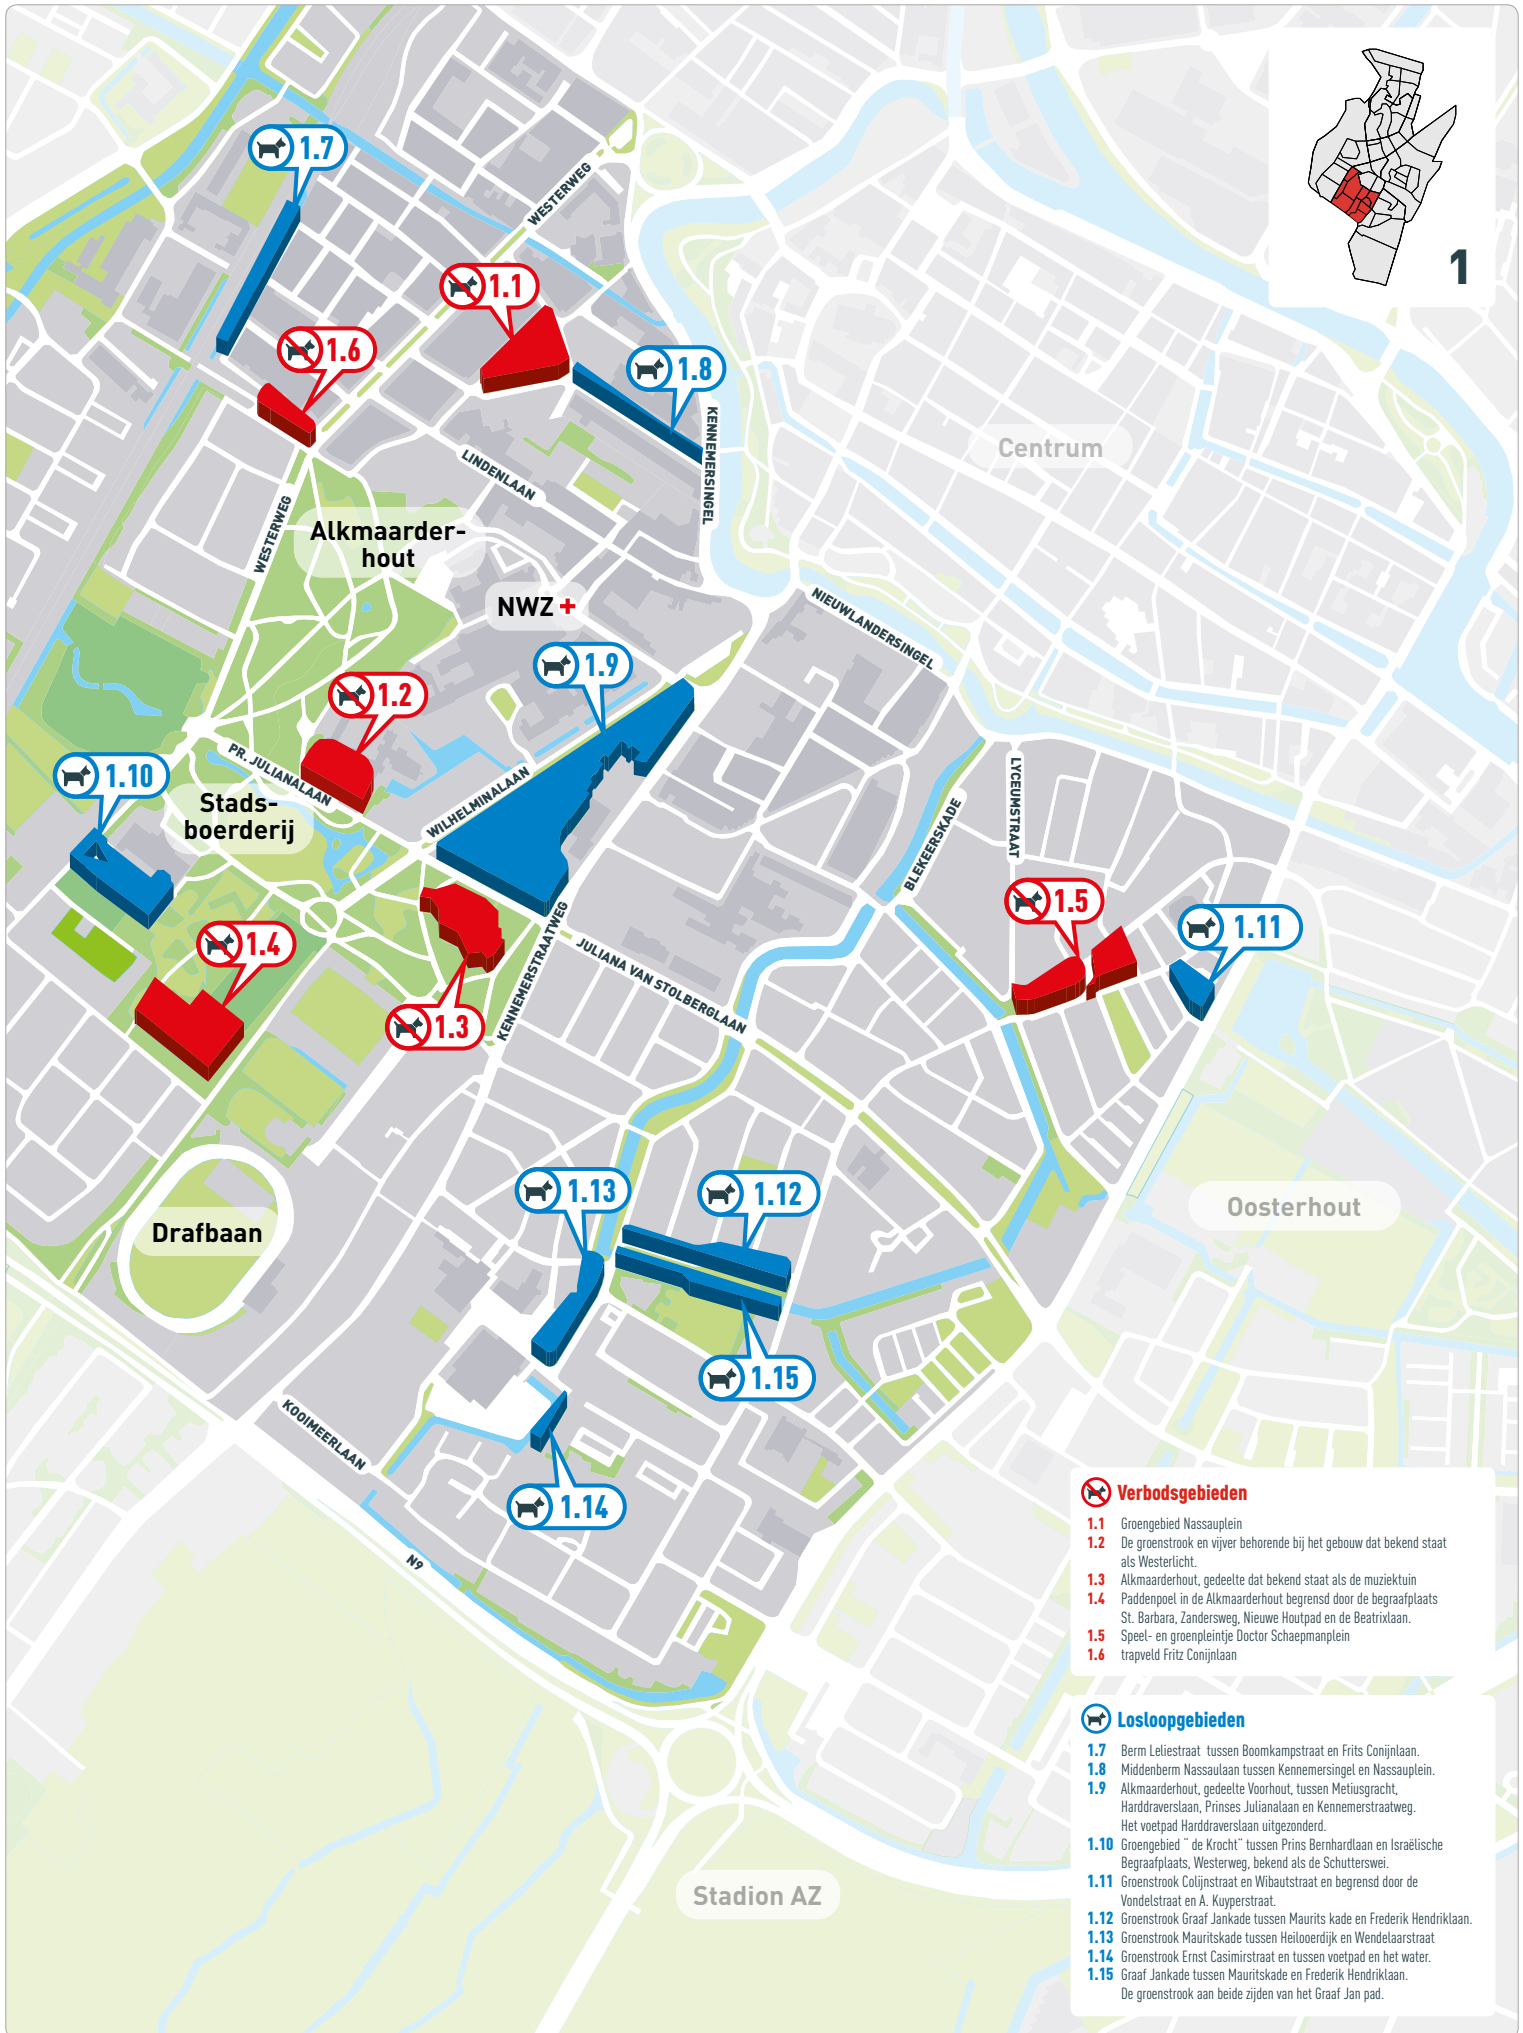 1
1.7
WESTERWEG
1.1
1.6
1.8
KENNEMERSINGEL
Centrum
LINDENLAAN
WESTERWEG
Alkmaarder-
hout
NWZ +
NIEUWLANDERSINGEL
1.9
1.2
PR. JULIANALAAN
1.10
WILHELMINALAAN
Stads-
boerderij
LYCEUMSTRAAT
BLEKEERSKADE
1.5
1.11
1.4
KENNEMERSTRAATWEG
JULIANA VAN STOLBERGLAAN
1.3
1.13
1.12
Oosterhout
Drafbaan
1.15
KOOIMEERLAAN
1.14
N9
Stadion AZ
Verbodsgebieden
1.1 Groengebied Nassauplein
1.2 De groenstrook en vijver behorende bij het gebouw dat bekend staat
als Westerlicht.
1.3 Alkmaarderhout, gedeelte dat bekend staat als de muziektuin
1.4 Paddenpoel in de Alkmaarderhout begrensd door de begraafplaats
St. Barbara, Zandersweg, Nieuwe Houtpad en de Beatrixlaan.
1.5 Speel- en groenpleintje Doctor Schaepmanplein
1.6 trapveld Fritz Conijnlaan
Losloopgebieden
1.7 Berm Leliestraat tussen Boomkampstraat en Frits Conijnlaan.
1.8 Middenberm Nassaulaan tussen Kennemersingel en Nassauplein.
1.9 Alkmaarderhout, gedeelte Voorhout, tussen Metiusgracht,
Harddraverslaan, Prinses Julianalaan en Kennemerstraatweg.
Het voetpad Harddraverslaan uitgezonderd.
1.10 Groengebied " de Krocht" tussen Prins Bernhardlaan en Israëlische
Begraafplaats, Westerweg, bekend als de Schutterswei.
1.11 Groenstrook Colijnstraat en Wibautstraat en begrensd door de
Vondelstraat en A. Kuyperstraat.
1.12 Groenstrook Graaf Jankade tussen Maurits kade en Frederik Hendriklaan.
1.13 Groenstrook Mauritskade tussen Heilooerdijk en Wendelaarstraat
1.14 Groenstrook Ernst Casimirstraat en tussen voetpad en het water.
1.15 Graaf Jankade tussen Mauritskade en Frederik Hendriklaan.
De groenstrook aan beide zijden van het Graaf Jan pad.